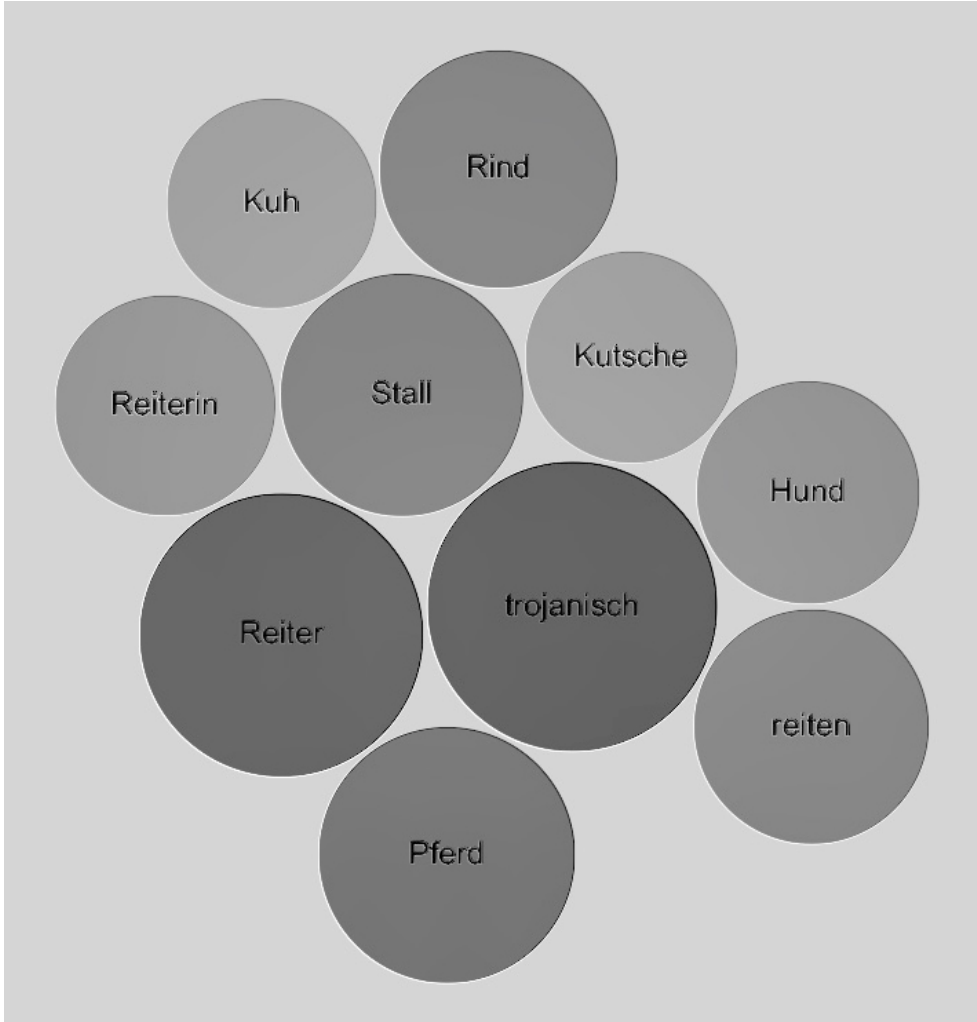 Rind
Kuh
Kutsche
Stall
Reiterin
Hund
trojanisch
Reiter
reiten
Pferd